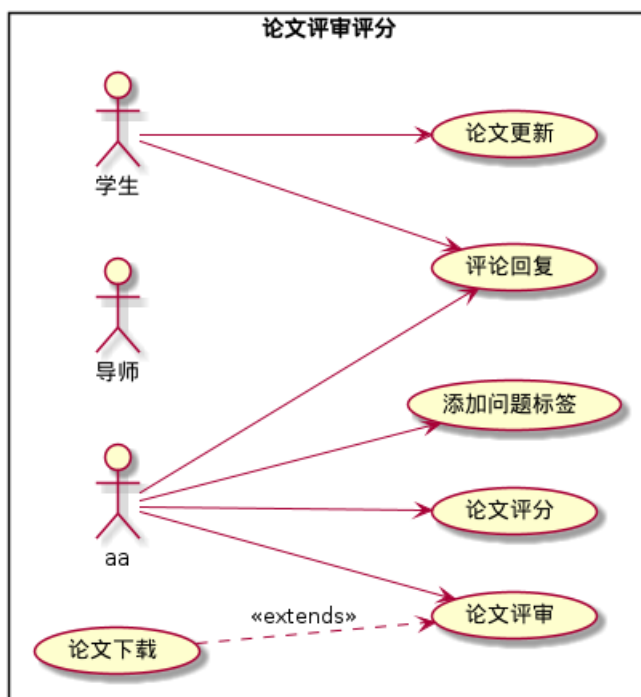 论文评审评分
学生
论文更新
评论回复
导师
添加问题标签
论文评分
aa
论文评审
«extends»
论文下载